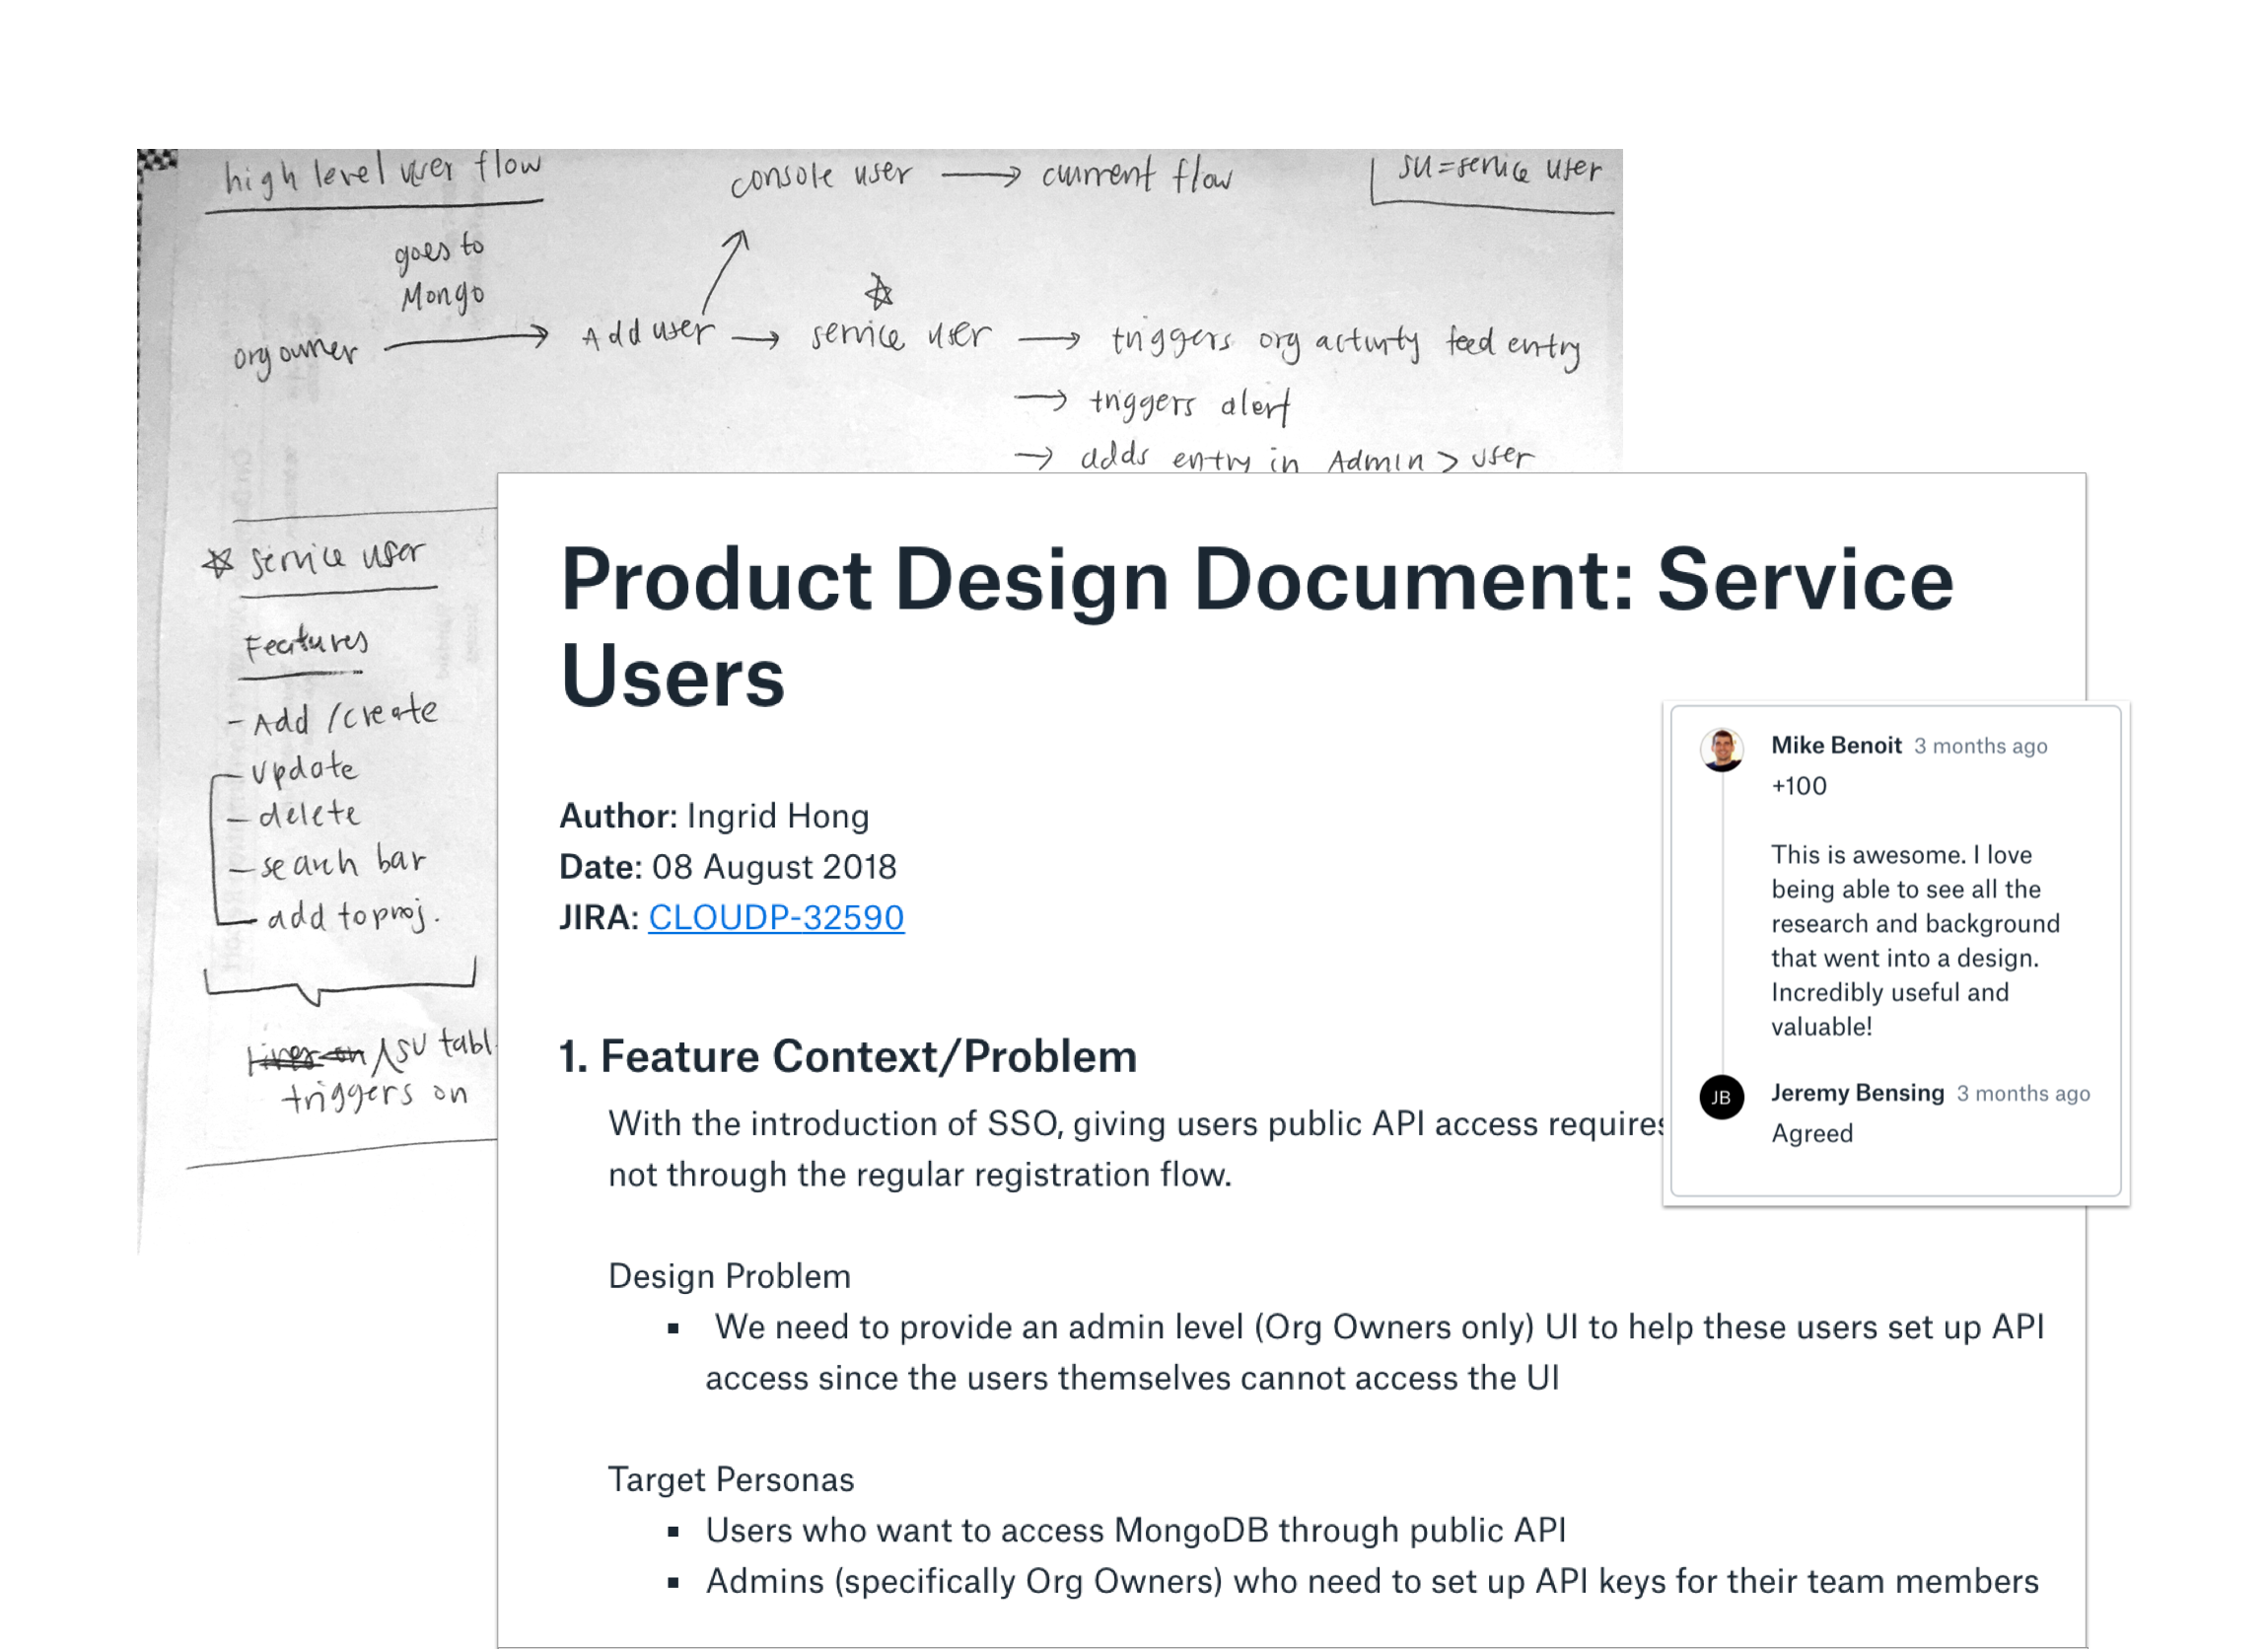 high level user flow
console user → current flow
su=service user
goes to
Mongo
☆
org owner → Add user → service user → triggers org activity feed entry
→ triggers alert
→ adds entry in Admin > user
☆ service user
Features
- Add /create
- update
- delete
- search bar
- add to proj.
SU tabl
triggers on
Product Design Document: Service
Users
Author: Ingrid Hong
Date: 08 August 2018
JIRA: CLOUDP-32590
1. Feature Context/Problem
With the introduction of SSO, giving users public API access requires
not through the regular registration flow.
Design Problem
▪ We need to provide an admin level (Org Owners only) UI to help these users set up API
access since the users themselves cannot access the UI
Target Personas
▪ Users who want to access MongoDB through public API
▪ Admins (specifically Org Owners) who need to set up API keys for their team members
Mike Benoit 3 months ago
+100
This is awesome. I love
being able to see all the
research and background
that went into a design.
Incredibly useful and
valuable!
JB
Jeremy Bensing 3 months ago
Agreed